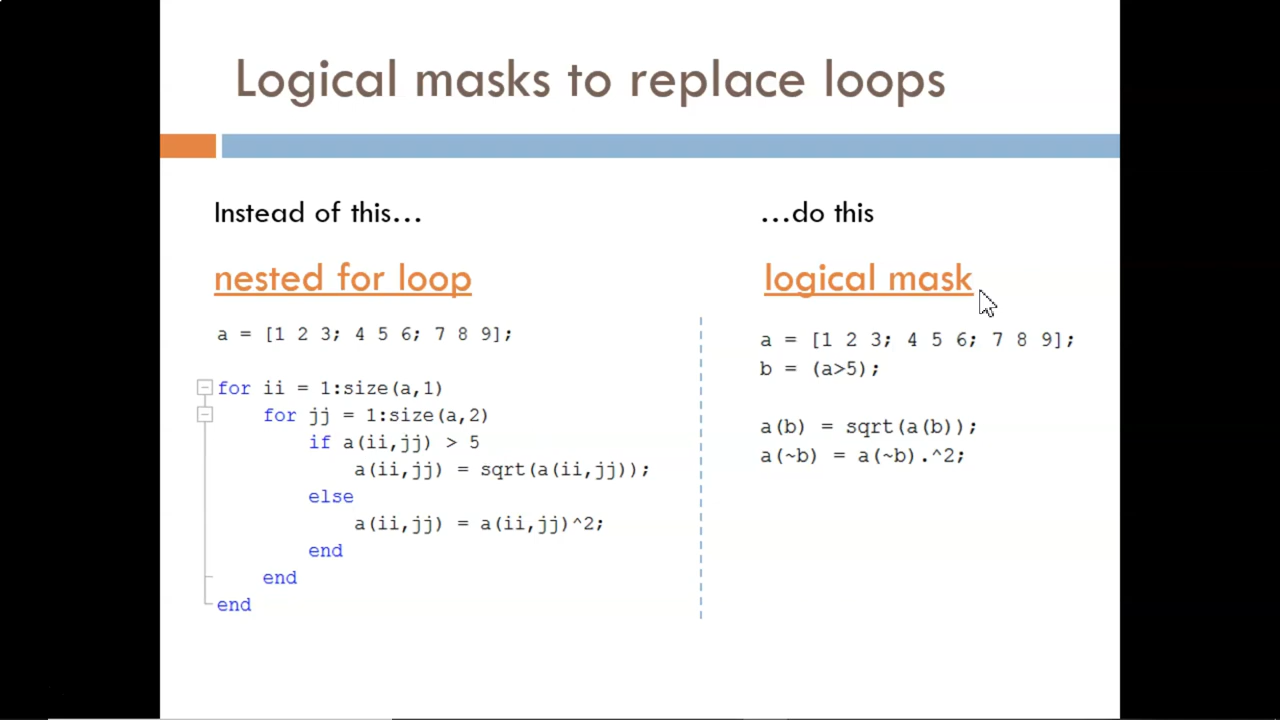 Logical masks to replace loops
Instead of this…
nested for loop
a = [1 2 3; 4 5 6; 7 8 9];
for ii = 1:size(a,1)
    for jj = 1:size(a,2)
        if a(ii,jj) > 5
            a(ii,jj) = sqrt(a(ii,jj));
        else
            a(ii,jj) = a(ii,jj)^2;
        end
    end
end
…do this
logical mask
a = [1 2 3; 4 5 6; 7 8 9];
b = (a>5);
a(b) = sqrt(a(b));
a(~b) = a(~b).^2;